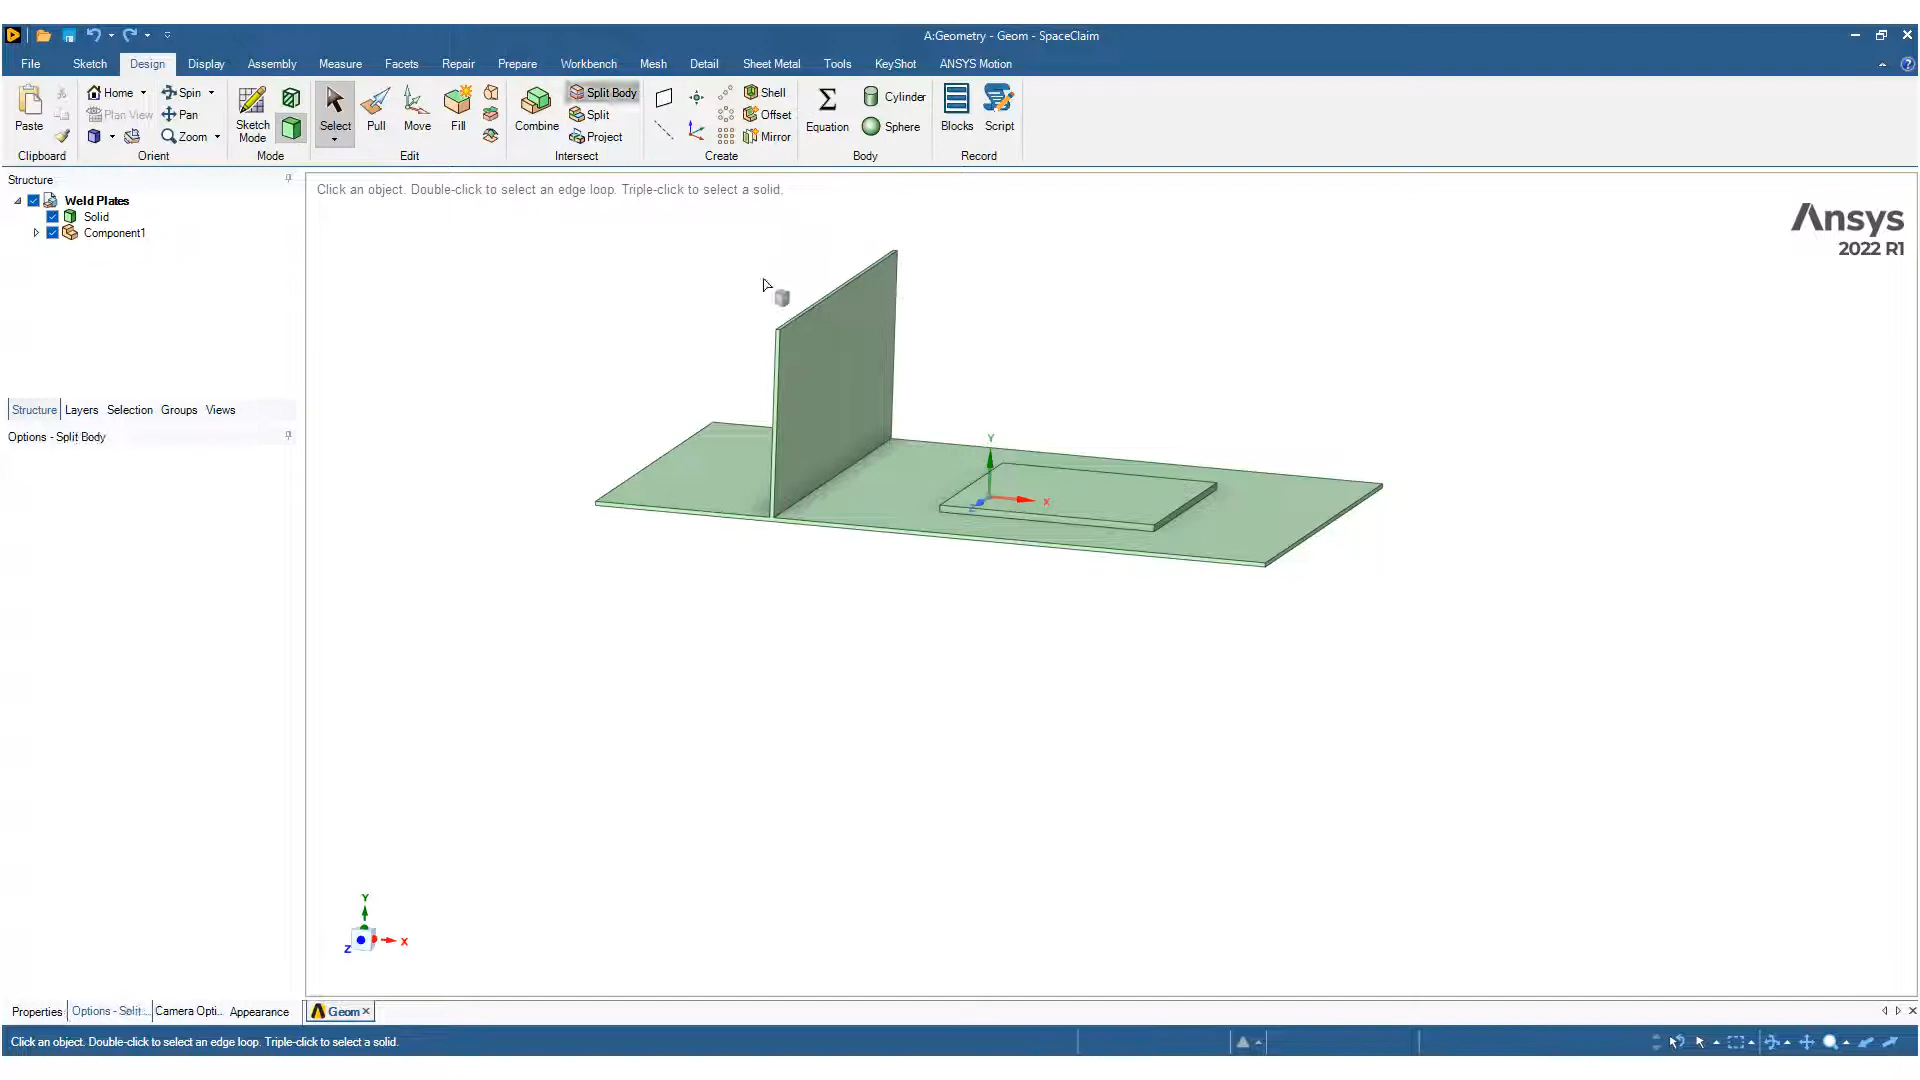 A:Geometry - Geom - SpaceClaim
File Sketch Design Display Assembly Measure Facets Repair Prepare Workbench Mesh Detail Sheet Metal Tools KeyShot ANSYS Motion
Home Spin Split Body Shell Cylinder
Plan View Pan Split Offset
Paste Zoom Sketch Mode Select Pull Move Fill Combine Project Mirror Equation Sphere Blocks Script
Clipboard Orient Mode Edit Intersect Create Body Record
Structure
Click an object. Double-click to select an edge loop. Triple-click to select a solid.
Weld Plates
Solid
Component1
Ansys
2022 R1
Structure Layers Selection Groups Views
Options - Split Body
Y
X
Z
Y
X
Z
Properties Options - Split ... Camera Opti... Appearance Geom
Click an object. Double-click to select an edge loop. Triple-click to select a solid.